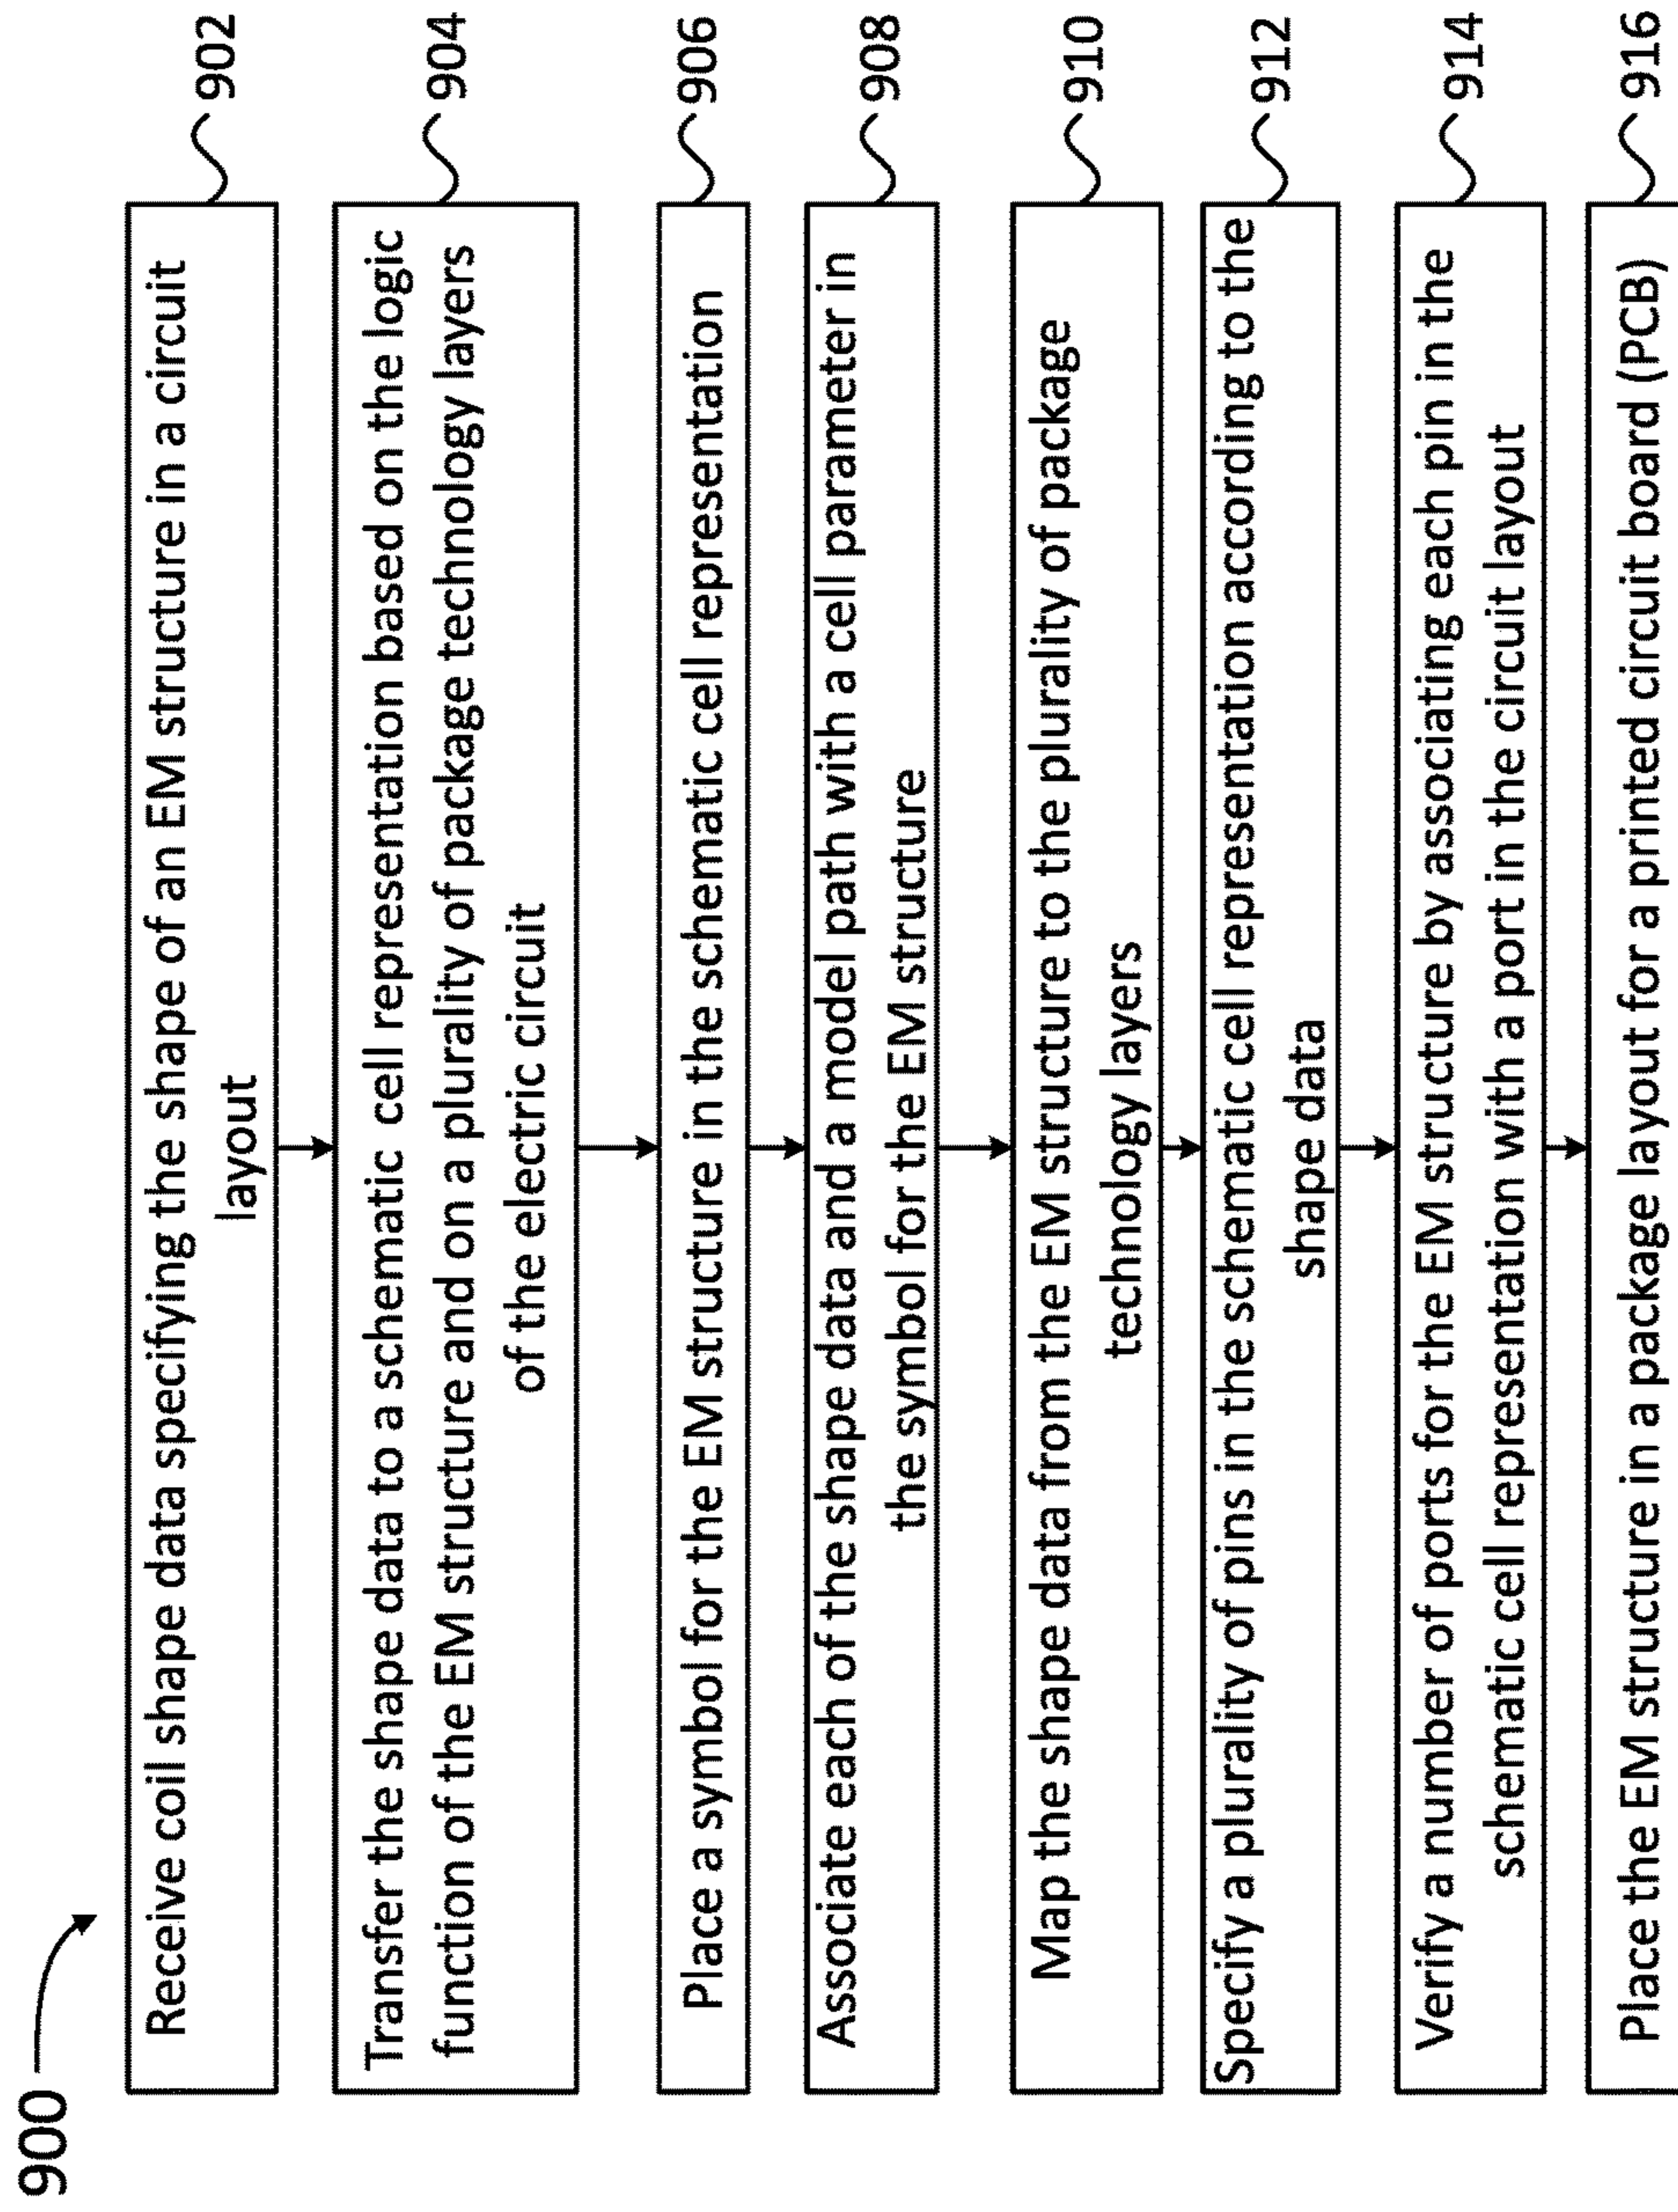 900
Receive coil shape data specifying the shape of an EM structure in a circuit
layout
902
Transfer the shape data to a schematic cell representation based on the logic
function of the EM structure and on a plurality of package technology layers
of the electric circuit
904
Place a symbol for the EM structure in the schematic cell representation
906
Associate each of the shape data and a model path with a cell parameter in
the symbol for the EM structure
908
Map the shape data from the EM structure to the plurality of package
technology layers
910
Specify a plurality of pins in the schematic cell representation according to the
shape data
912
Verify a number of ports for the EM structure by associating each pin in the
schematic cell representation with a port in the circuit layout
914
Place the EM structure in a package layout for a printed circuit board (PCB)
916